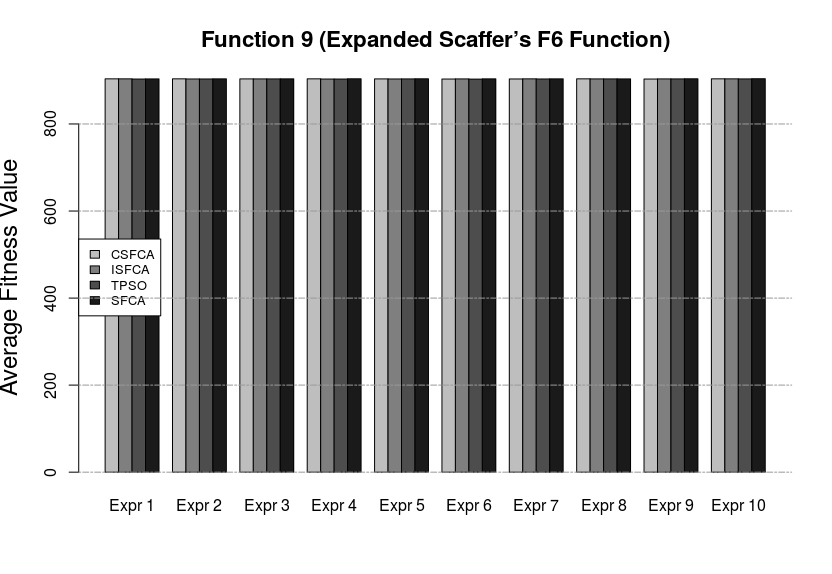 Function 9 (Expanded Scaffer's F6 Function)
Average Fitness Value
800
600
400
200
0
CSFCA
ISFCA
TPSO
SFCA
Expr 1 Expr 2 Expr 3 Expr 4 Expr 5 Expr 6 Expr 7 Expr 8 Expr 9 Expr 10